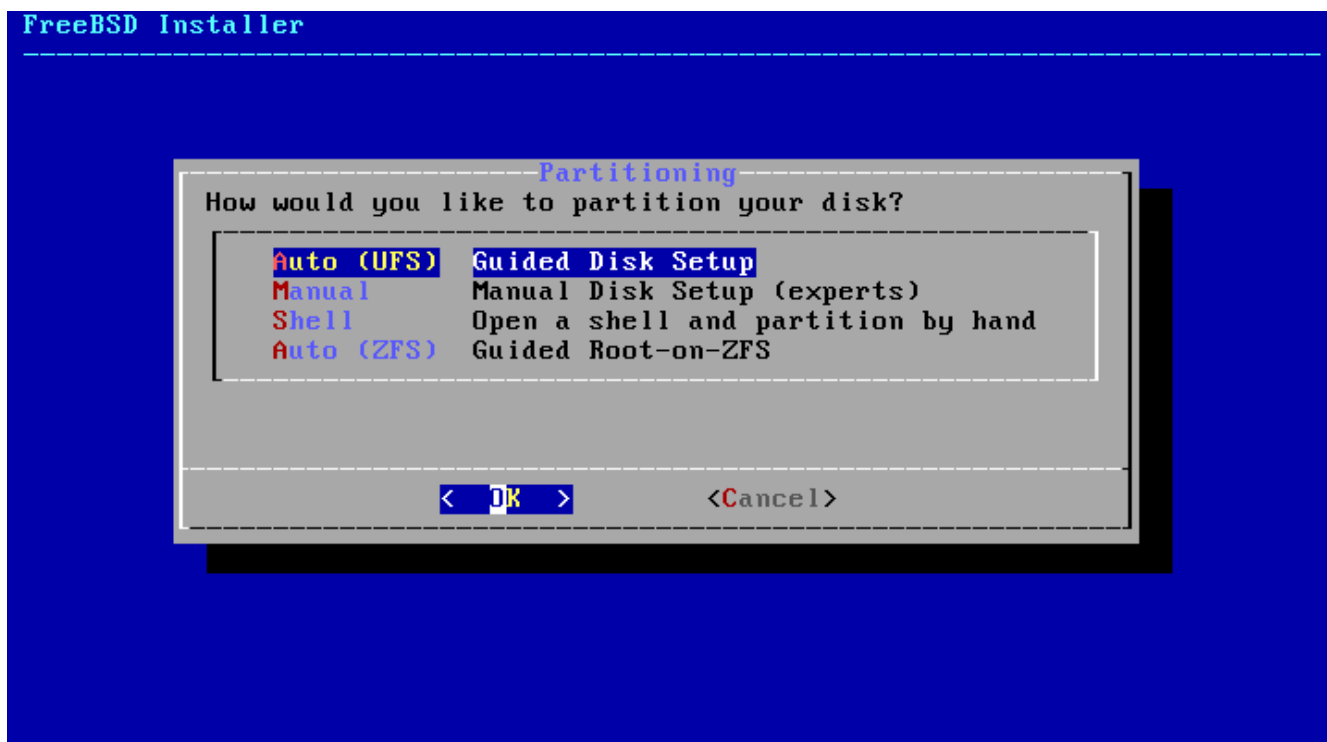 FreeBSD Installer
Partitioning
How would you like to partition your disk?
Auto (UFS) Guided Disk Setup
Manual Manual Disk Setup (experts)
Shell Open a shell and partition by hand
Auto (ZFS) Guided Root-on-ZFS
< OK > <Cancel>